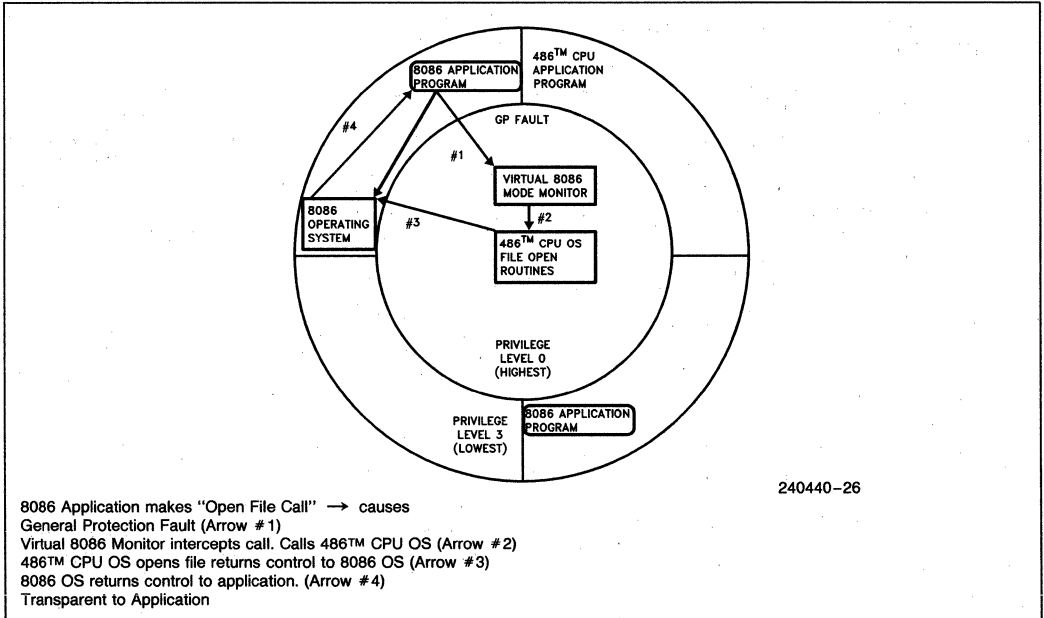 486™ CPU
APPLICATION
PROGRAM
8086 APPLICATION
PROGRAM
GP FAULT
#4
#1
VIRTUAL 8086
MODE MONITOR
#2
8086
OPERATING
SYSTEM
#3
486™ CPU OS
FILE OPEN
ROUTINES
PRIVILEGE
LEVEL 0
(HIGHEST)
PRIVILEGE
LEVEL 3
(LOWEST)
8086 APPLICATION
PROGRAM
240440-26
8086 Application makes "Open File Call" → causes
General Protection Fault (Arrow #1)
Virtual 8086 Monitor intercepts call. Calls 486™ CPU OS (Arrow #2)
486™ CPU OS opens file returns control to 8086 OS (Arrow #3)
8086 OS returns control to application. (Arrow #4)
Transparent to Application